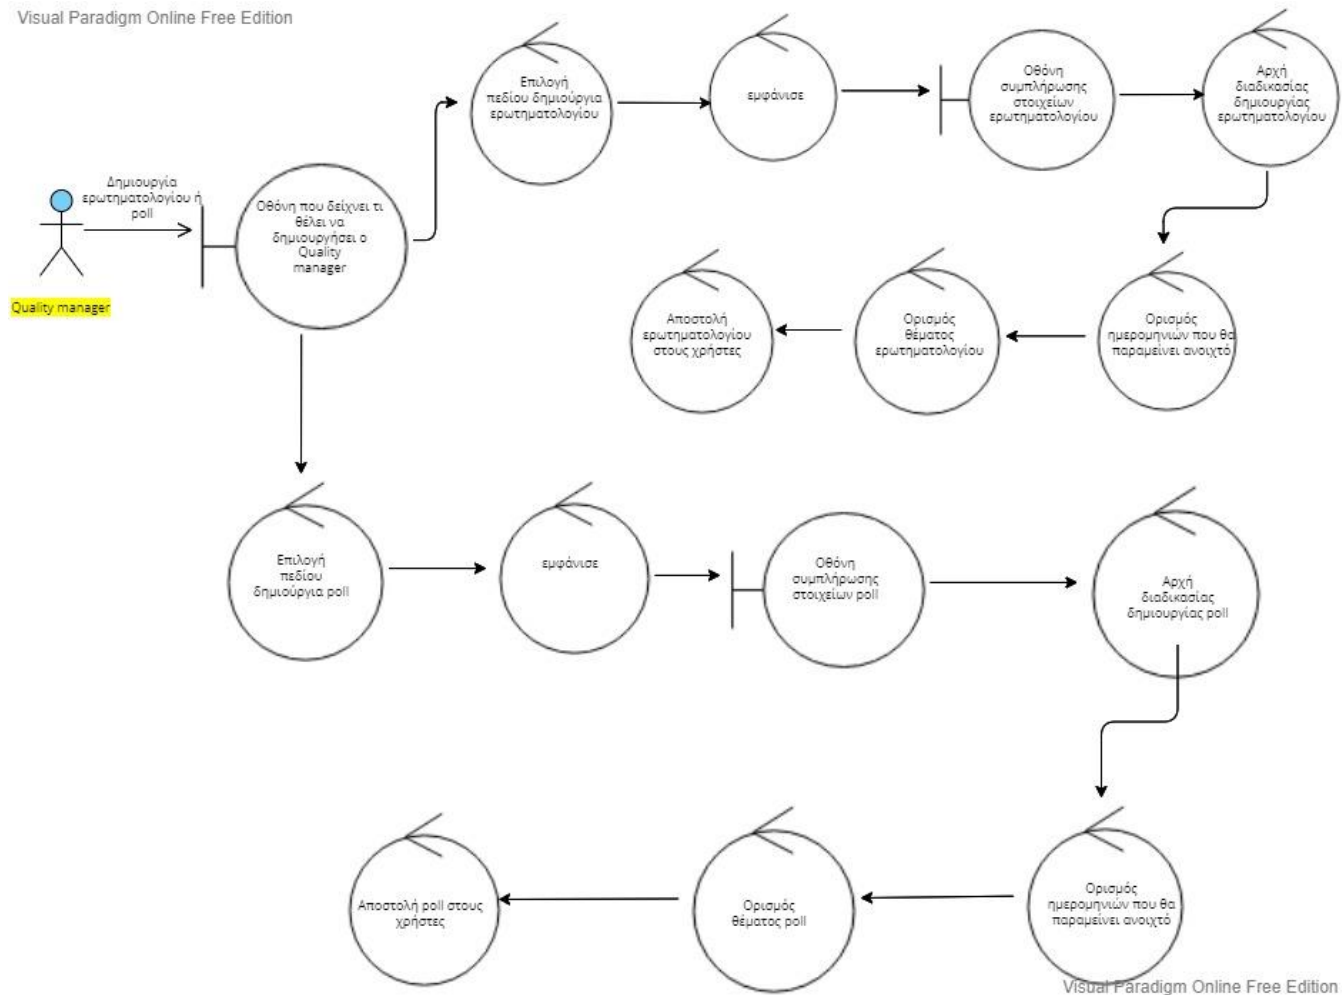 Visual Paradigm Online Free Edition
Επιλογή
πεδίου δημιούργια
ερωτηματολογίου
εμφάνισε
Οθόνη
συμπλήρωσης
στοιχείων
ερωτηματολογίου
Αρχή
διαδικασίας
δημιουργίας
ερωτηματολογίου
Δημιουργία
ερωτηματολογίου ή
poll
Quality manager
Οθόνη που δείχνει τι
θέλει να
δημιουργήσει ο
Quality
manager
Αποστολή
ερωτηματολογίου
στους χρήστες
Ορισμός
θέματος
ερωτηματολογίου
Ορισμός
ημερομηνιών που θα
παραμείνει ανοιχτό
Επιλογή
πεδίου
δημιούργια poll
εμφάνισε
Οθόνη
συμπλήρωσης
στοιχείων poll
Αρχή
διαδικασίας
δημιουργίας poll
Αποστολή poll στους
χρήστες
Ορισμός
θέματος poll
Ορισμός
ημερομηνιών που θα
παραμείνει ανοιχτό
Visual Paradigm Online Free Edition